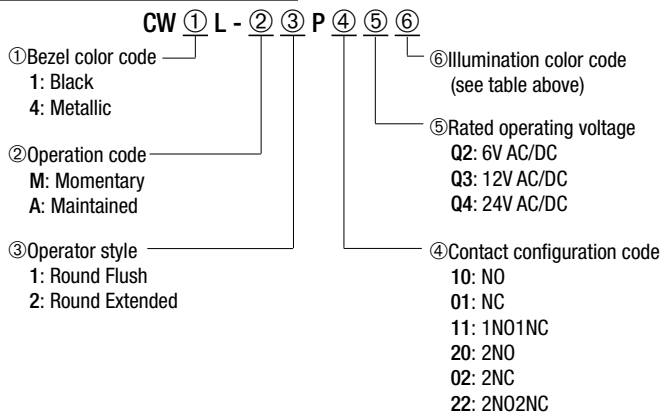 CW ① L - ② ③ P ④ ⑤ ⑥
①Bezel color code
1: Black
4: Metallic
②Operation code
M: Momentary
A: Maintained
③Operator style
1: Round Flush
2: Round Extended
⑥Illumination color code
(see table above)
⑤Rated operating voltage
Q2: 6V AC/DC
Q3: 12V AC/DC
Q4: 24V AC/DC
④Contact configuration code
10: NO
01: NC
11: 1NO1NC
20: 2NO
02: 2NC
22: 2NO2NC